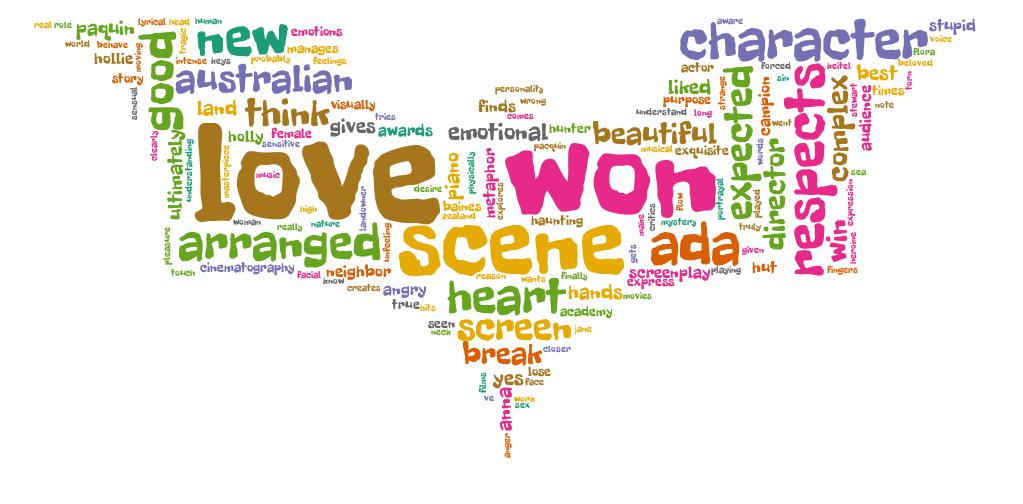 real role paquin lyrical head human
world behave tragic new emotions
hollie moving good intense keys manages
probably feelings
story australian
sensual land think visually
tries
clearly holly female gives awards
sensitive
ultimately understanding masterpiece music love
high desire landowner
woman really nature
pleasure arranged unfeeling
touch cinematography facial neighbor
know creates angry
true hits
personality
finds wrong
comes
emotional hunter beautiful
pacquin musical exquisite
piano physically metaphor explores won
baines
zealand haunting
scene
reason wants finally
heart hands movies
academy
seen
neck screen jane
break closer
films yes lose
face
ve anna work
sex
anger
aware
character stupid
voice
flora
actor forced keitel beloved
liked strange expected sin respects best
purpose campion complex stewart times torn
understand long note
audience
words went
director
portrayal played
flow male critics mystery truly win expression sea
ada given heroine
gets
screenplay playing hut fingers
express